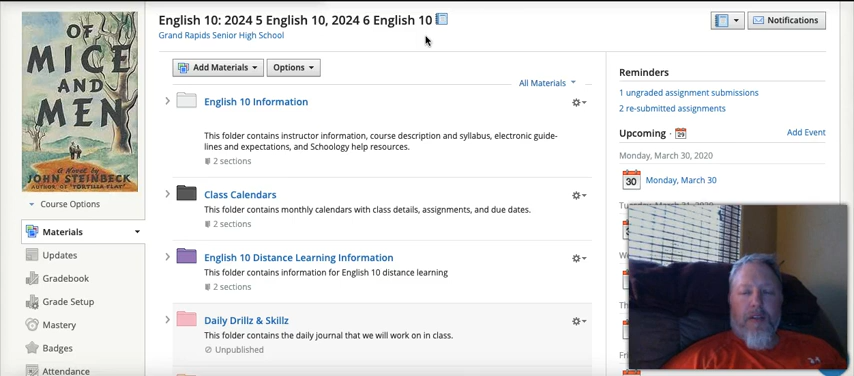 OF
MICE
AND
MEN
A Novel by
JOHN STEINBECK
AUTHOR OF "TORTILLA FLAT"
Course Options
Materials
Updates
Gradebook
Grade Setup
Mastery
Badges
Attendance
English 10: 2024 5 English 10, 2024 6 English 10
Grand Rapids Senior High School
Notifications
Add Materials
Options
All Materials
English 10 Information
This folder contains instructor information, course description and syllabus, electronic guide-
lines and expectations, and Schoology help resources.
2 sections
Class Calendars
This folder contains monthly calendars with class details, assignments, and due dates.
2 sections
English 10 Distance Learning Information
This folder contains information for English 10 distance learning
2 sections
Daily Drillz & Skillz
This folder contains the daily journal that we will work on in class.
Unpublished
Reminders
1 ungraded assignment submissions
2 re-submitted assignments
Upcoming · 31
Add Event
Monday, March 30, 2020
30
Monday, March 30
We
Th
Fri